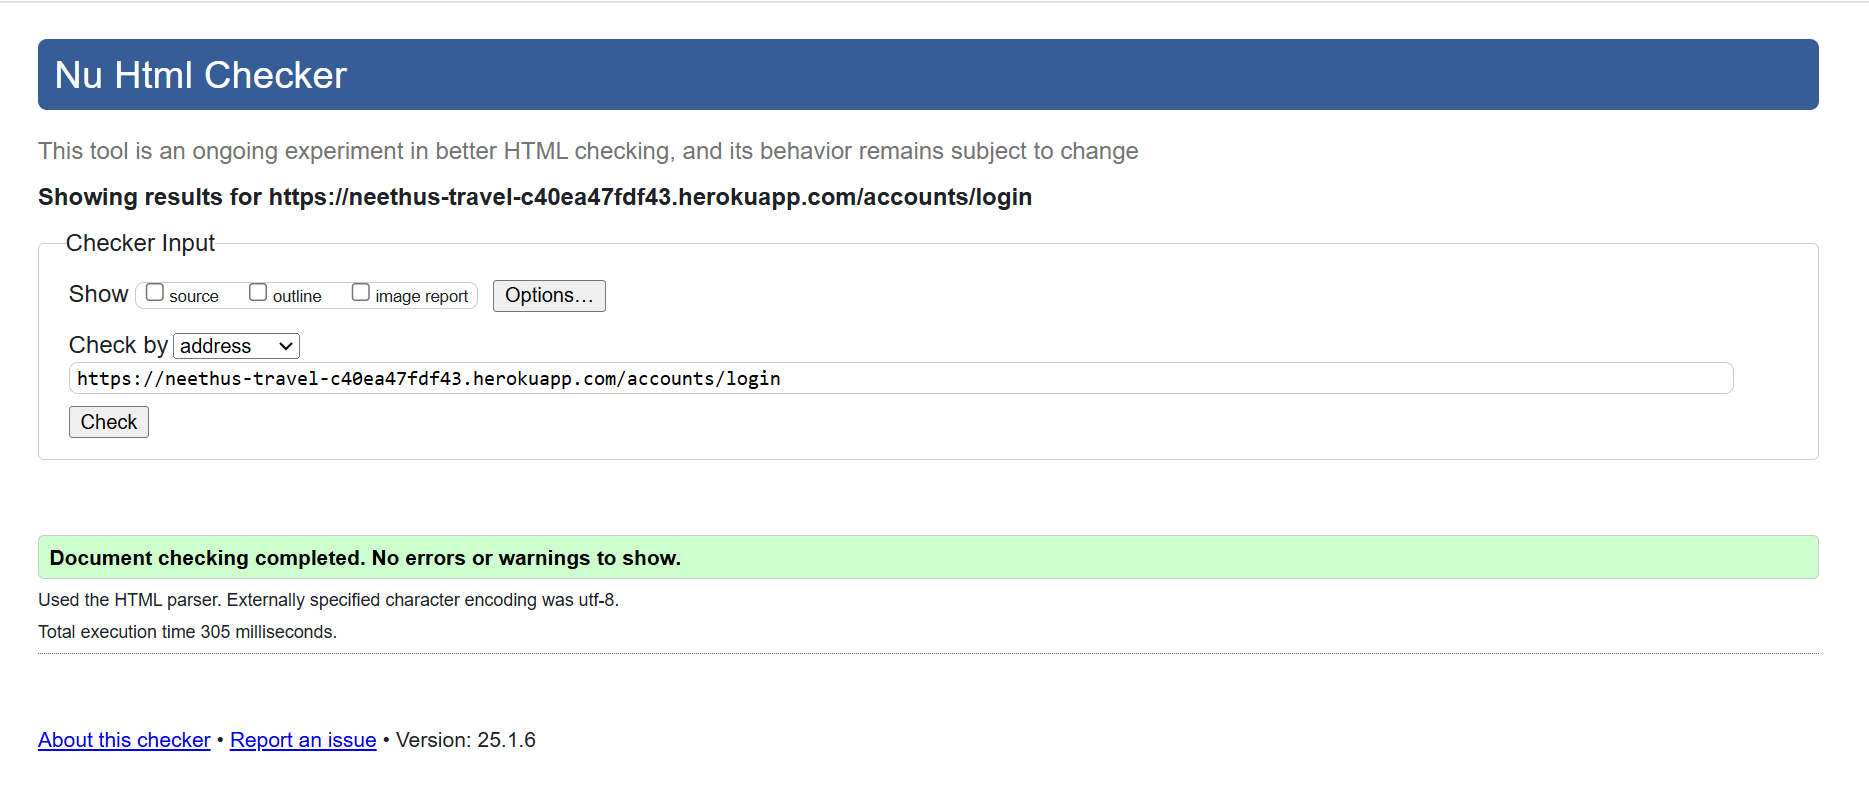 Nu Html Checker
This tool is an ongoing experiment in better HTML checking, and its behavior remains subject to change
Showing results for https://neethus-travel-c40ea47fdf43.herokuapp.com/accounts/login
Checker Input
Show source outline image report Options...
Check by address
https://neethus-travel-c40ea47fdf43.herokuapp.com/accounts/login
Check
Document checking completed. No errors or warnings to show.
Used the HTML parser. Externally specified character encoding was utf-8.
Total execution time 305 milliseconds.
About this checker • Report an issue • Version: 25.1.6